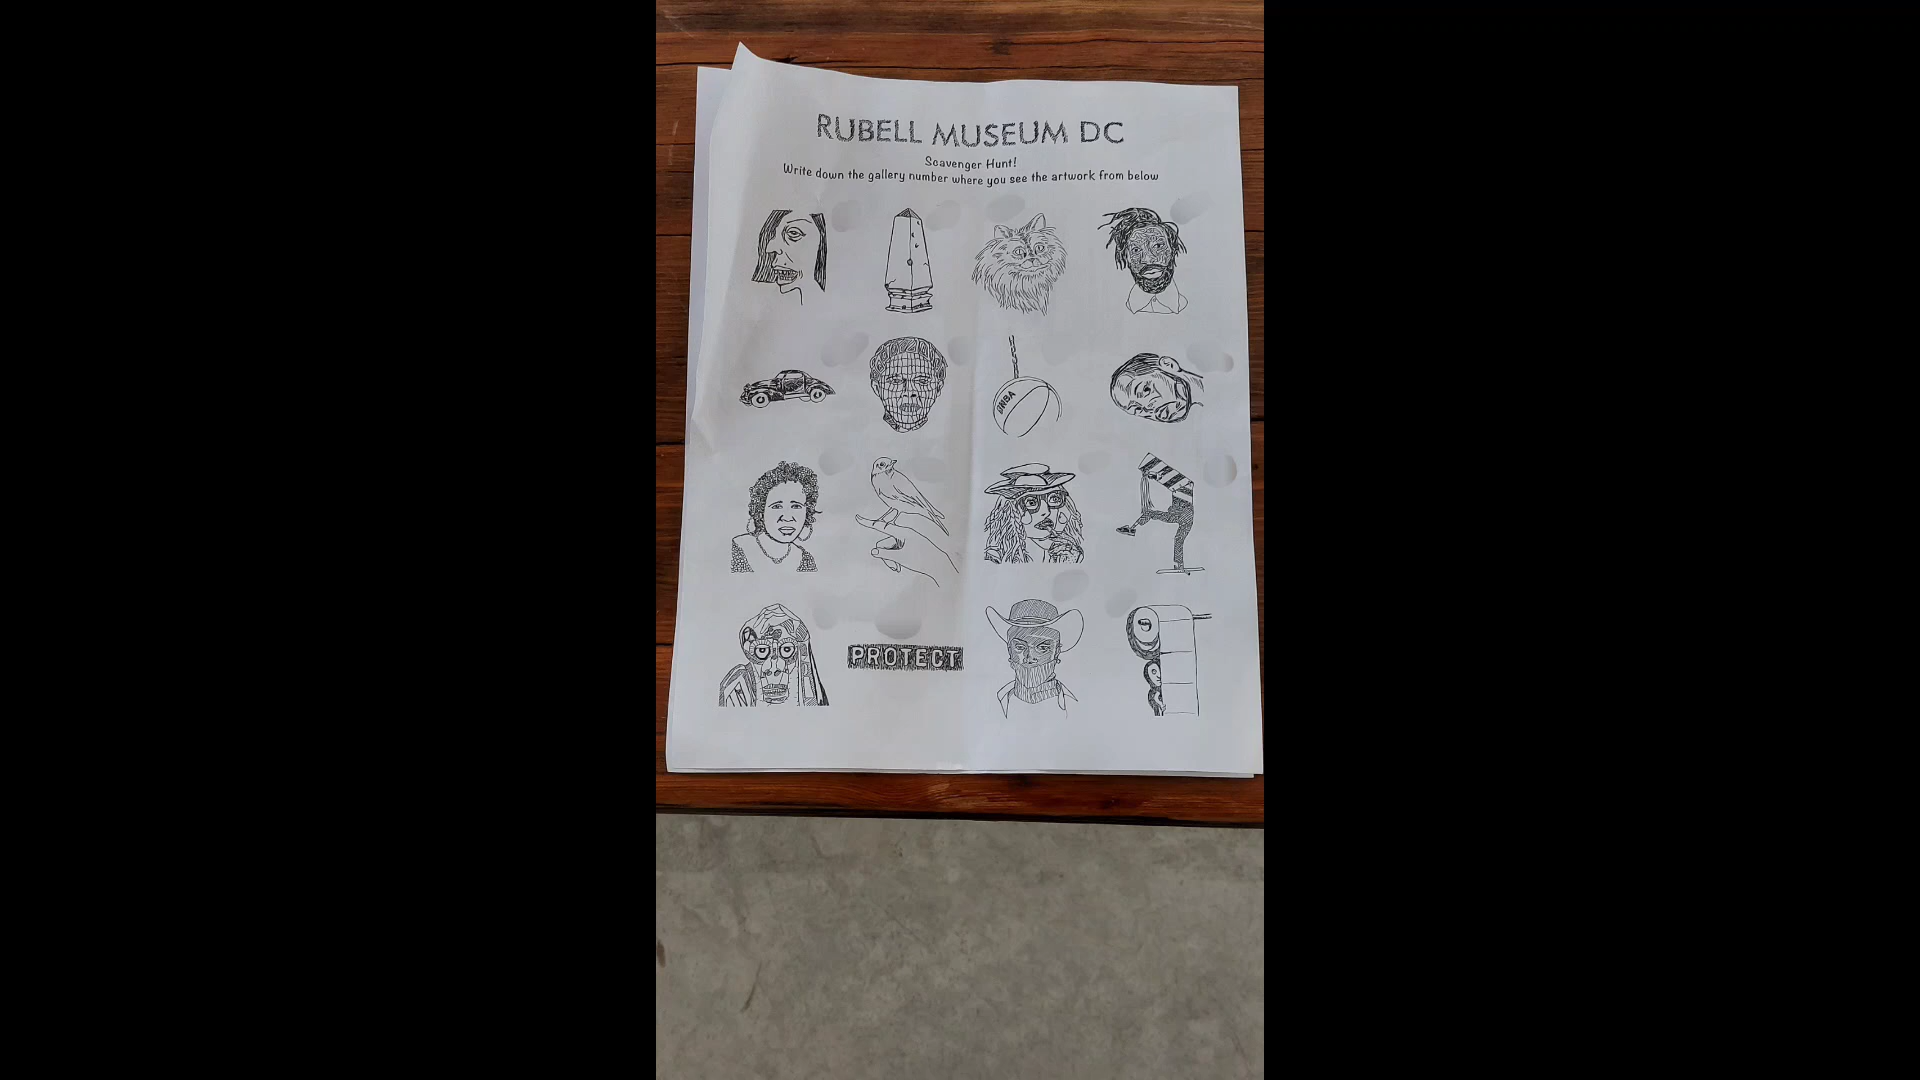 RUBELL MUSEUM DC
Scavenger Hunt!
Write down the gallery number where you see the artwork from below
PROTECT